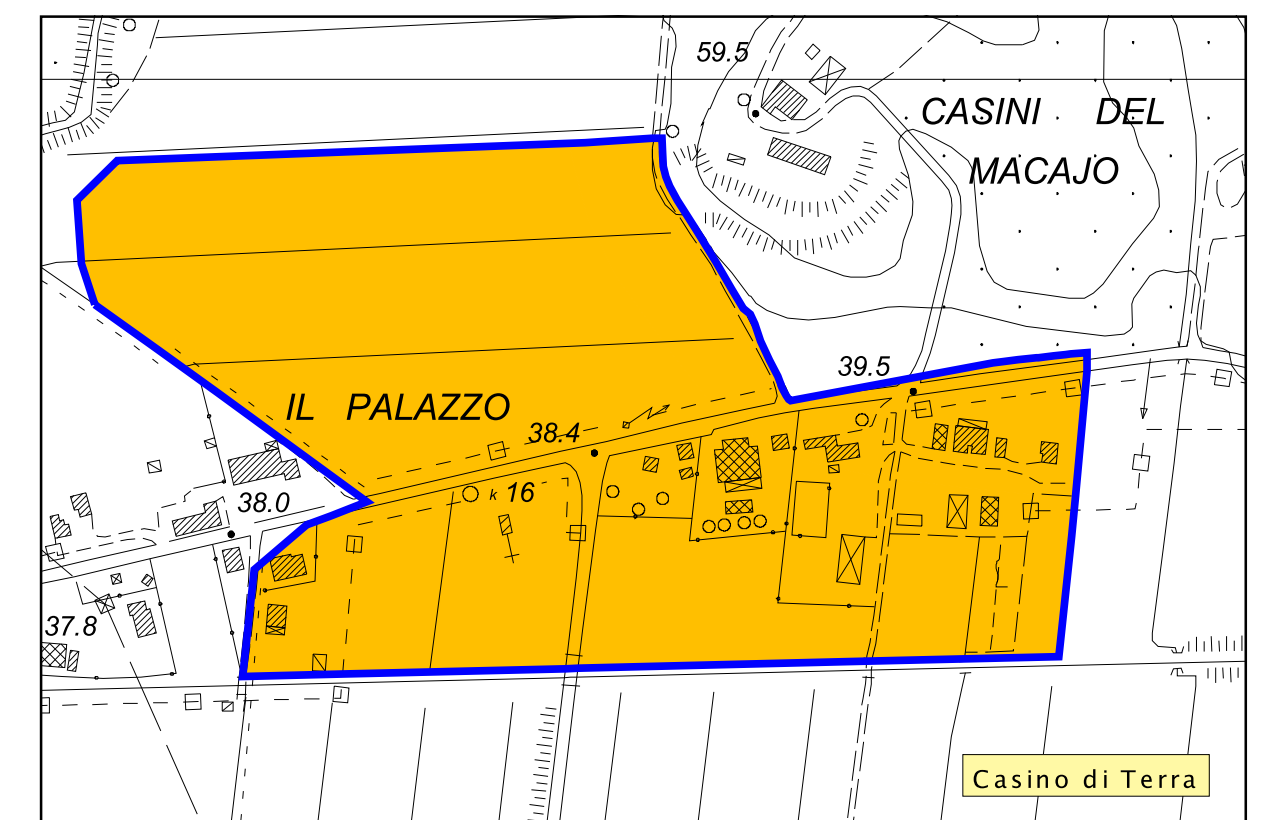 59.5
CASINI DEL
MACAJO
39.5
IL PALAZZO
38.4
k 16
38.0
37.8
Casino di Terra